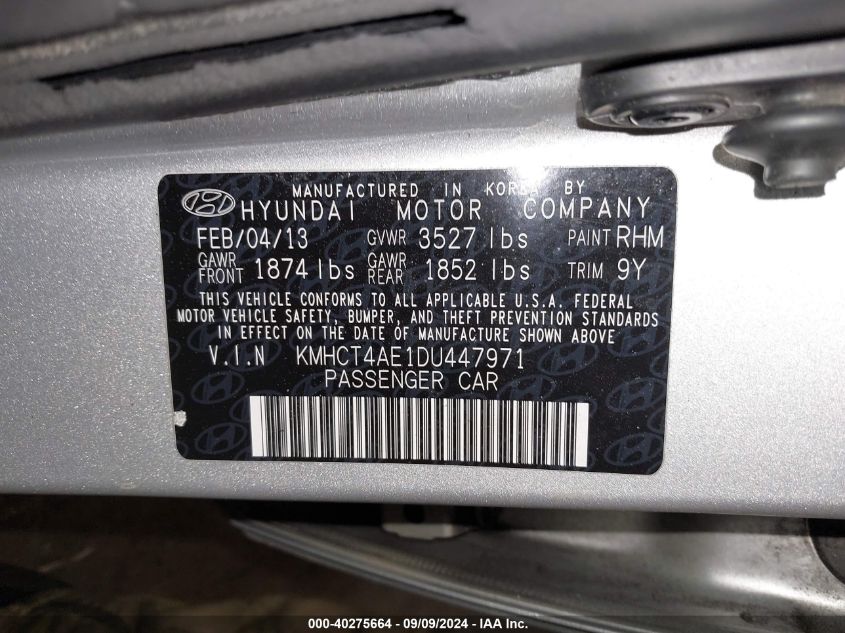 MANUFACTURED IN KOREA BY
HYUNDAI MOTOR COMPANY
FEB/04/13 GVWR 3527 lbs PAINT RHM
GAWR FRONT 1874 lbs GAWR REAR 1852 lbs TRIM 9Y
THIS VEHICLE CONFORMS TO ALL APPLICABLE U.S.A. FEDERAL
MOTOR VEHICLE SAFETY, BUMPER, AND THEFT PREVENTION STANDARDS
IN EFFECT ON THE DATE OF MANUFACTURE SHOWN ABOVE
V.I.N KMHCT4AE1DU447971
PASSENGER CAR
000-40275664 - 09/09/2024 - IAA Inc.